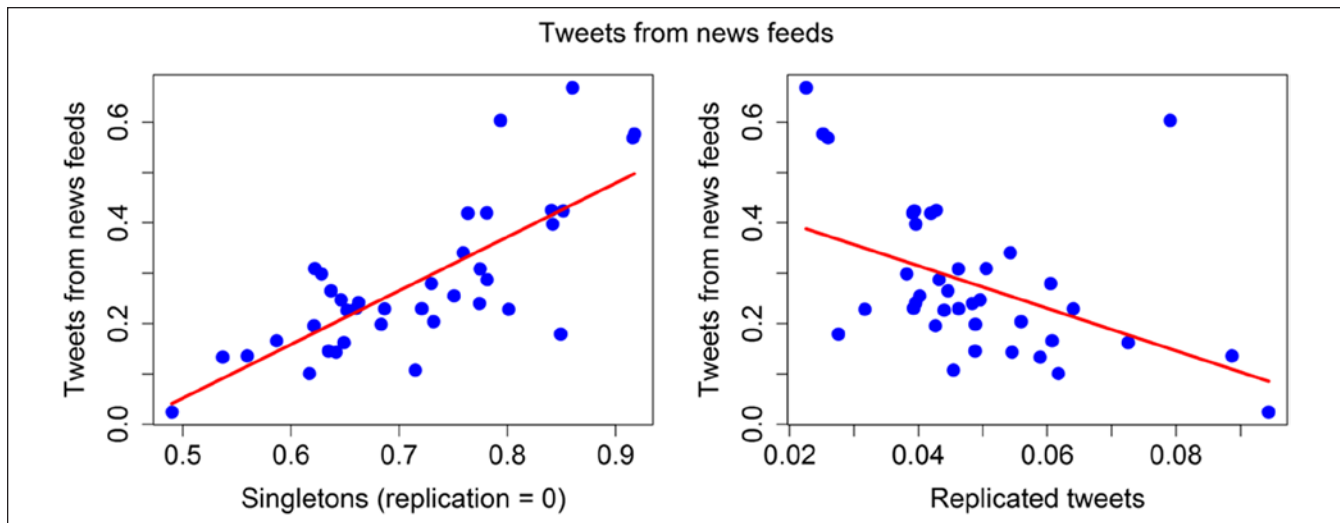 Tweets from news feeds
Tweets from news feeds
0.0 0.2 0.4 0.6
0.5 0.6 0.7 0.8 0.9
Singletons (replication = 0)
Tweets from news feeds
0.0 0.2 0.4 0.6
0.02 0.04 0.06 0.08
Replicated tweets